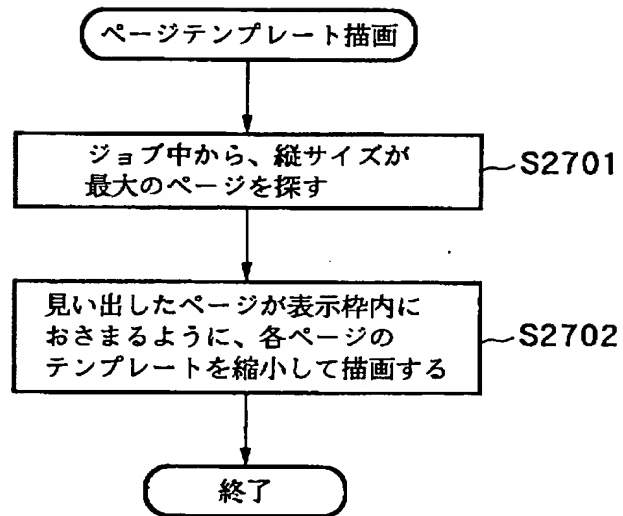 ページテンプレート描画
ジョブ中から、縦サイズが
最大のページを探す
S2701
見い出したページが表示枠内に
おさまるように、各ページの
テンプレートを縮小して描画する
S2702
終了